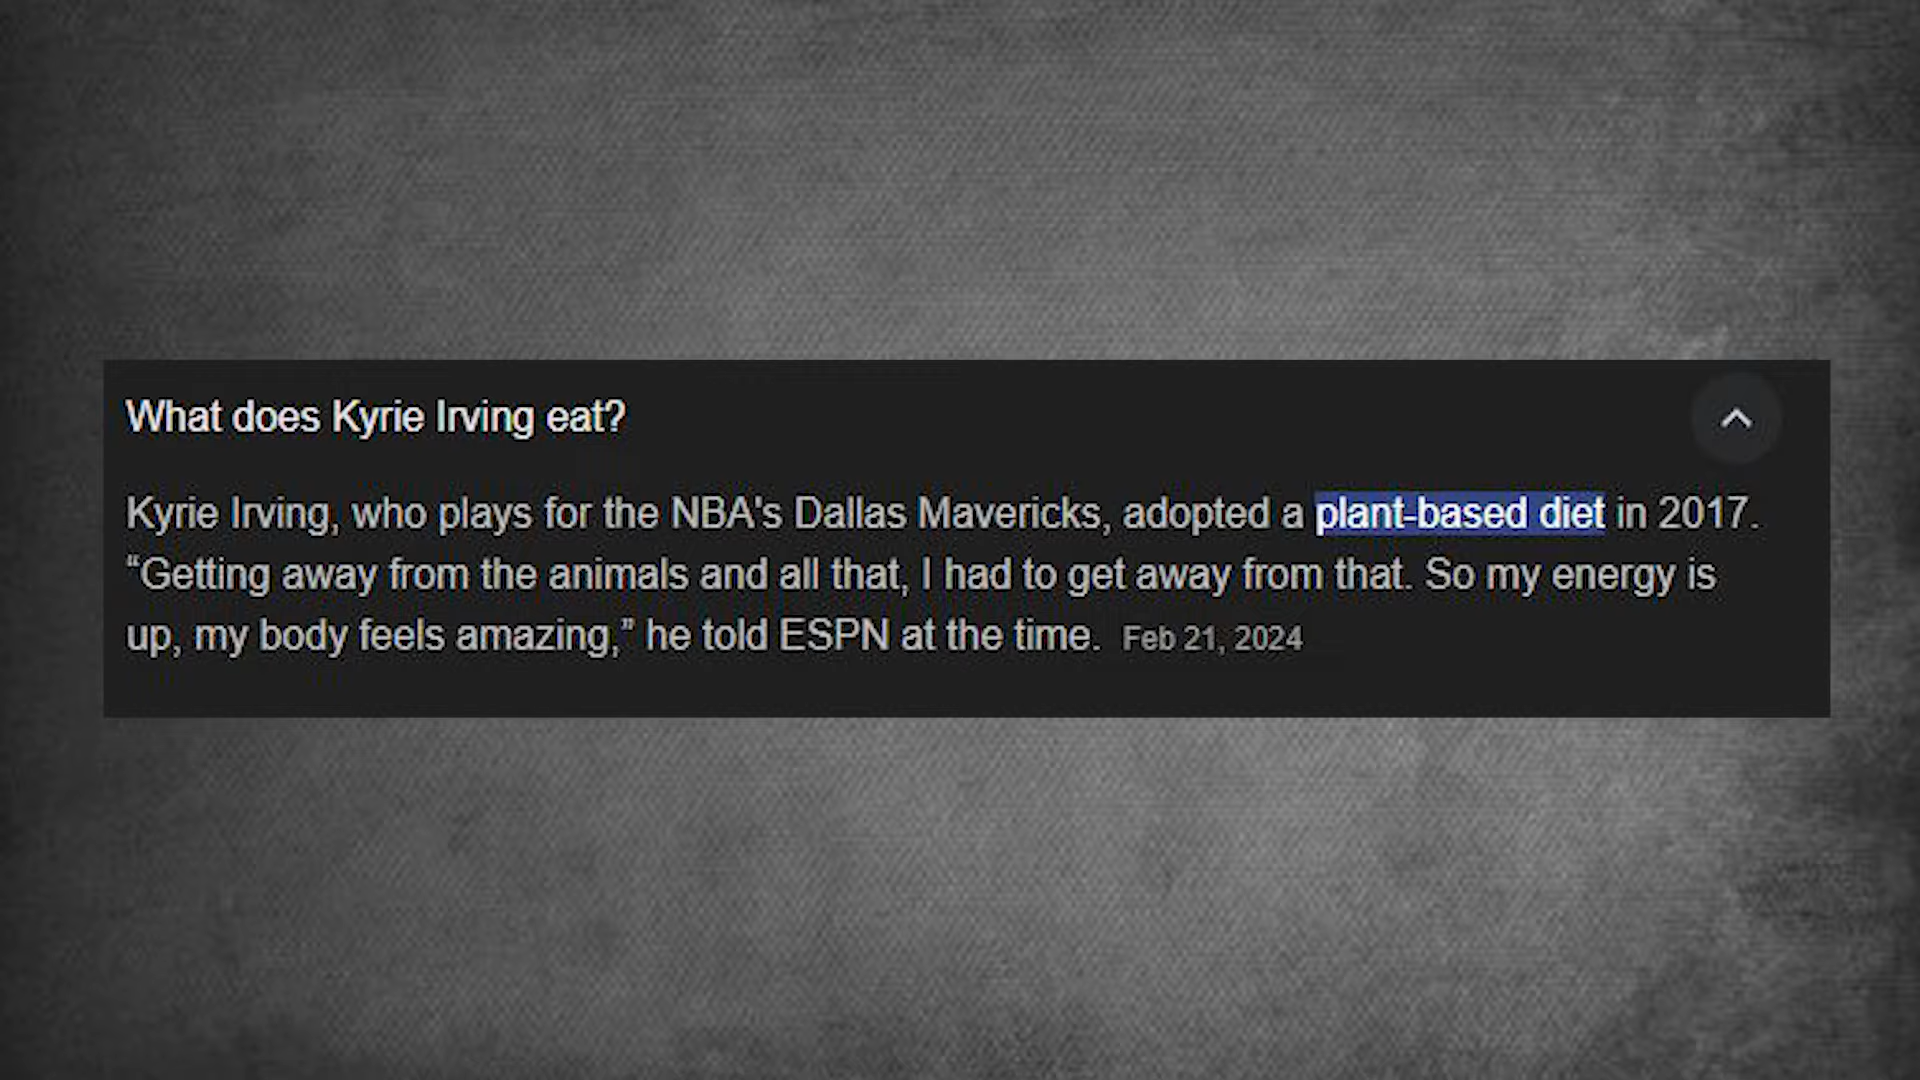 What does Kyrie Irving eat?
Kyrie Irving, who plays for the NBA's Dallas Mavericks, adopted a plant-based diet in 2017.
“Getting away from the animals and all that, I had to get away from that. So my energy is
up, my body feels amazing,” he told ESPN at the time. Feb 21, 2024